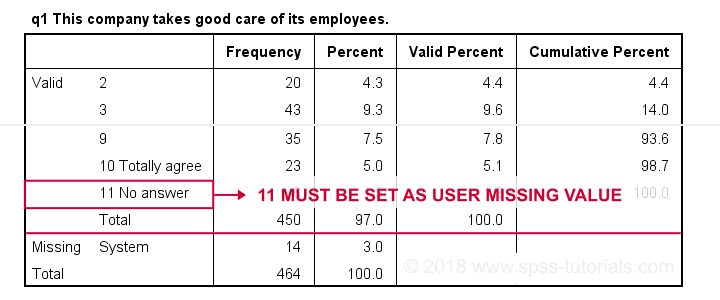 q1 This company takes good care of its employees.
Frequency Percent Valid Percent Cumulative Percent
Valid 2 20 4.3 4.4 4.4
3 43 9.3 9.6 14.0
9 35 7.5 7.8 93.6
10 Totally agree 23 5.0 5.1 98.7
11 No answer 11 MUST BE SET AS USER MISSING VALUE 100.0
Total 450 97.0 100.0
Missing System 14 3.0
Total 464 100.0
© 2018 www.spss-tutorials.com